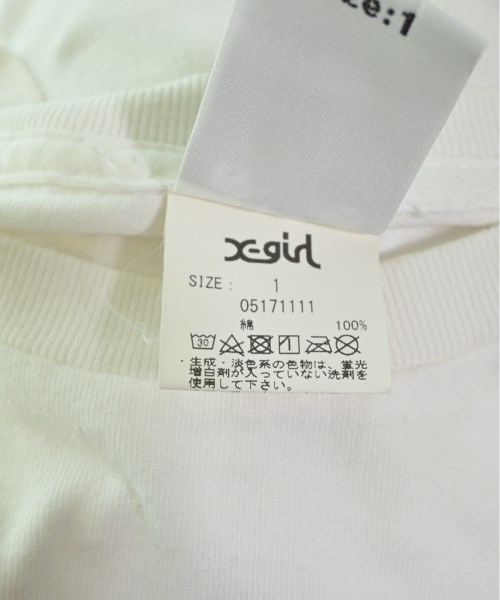 ze:1
X-girl
SIZE: 1
05171111
綿 100%
30
・生成・淡色系の色物は、蛍光
増白剤が入っていない洗剤を
使用して下さい。